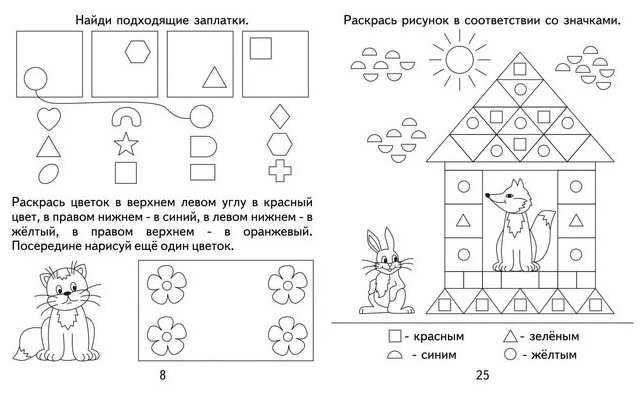 Найди подходящие заплатки.
Раскрась цветок в верхнем левом углу в красный
цвет, в правом нижнем - в синий, в левом нижнем - в
жёлтый, в правом верхнем - в оранжевый.
Посередине нарисуй ещё один цветок.
8
Раскрась рисунок в соответствии со значками.
- красным
- зелёным
- синим
- жёлтым
25